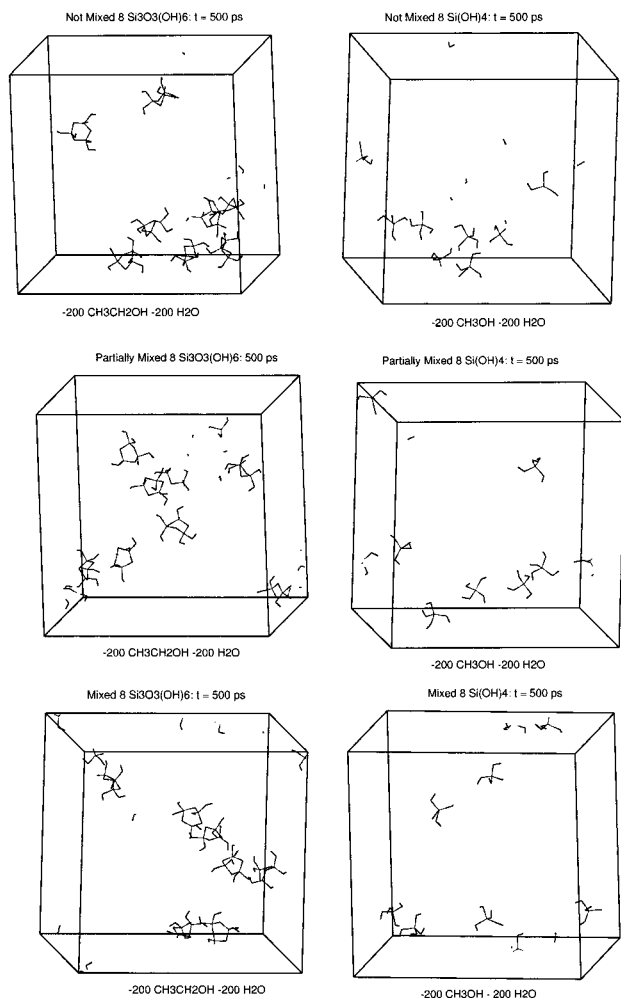 Not Mixed 8 Si3O3(OH)6: t = 500 ps
Not Mixed 8 Si(OH)4: t = 500 ps
-200 CH3CH2OH -200 H2O
-200 CH3OH -200 H2O
Partially Mixed 8 Si3O3(OH)6: 500 ps
Partially Mixed 8 Si(OH)4: t = 500 ps
-200 CH3CH2OH -200 H2O
-200 CH3OH -200 H2O
Mixed 8 Si3O3(OH)6: t = 500 ps
Mixed 8 Si(OH)4: t = 500 ps
-200 CH3CH2OH -200 H2O
-200 CH3OH - 200 H2O